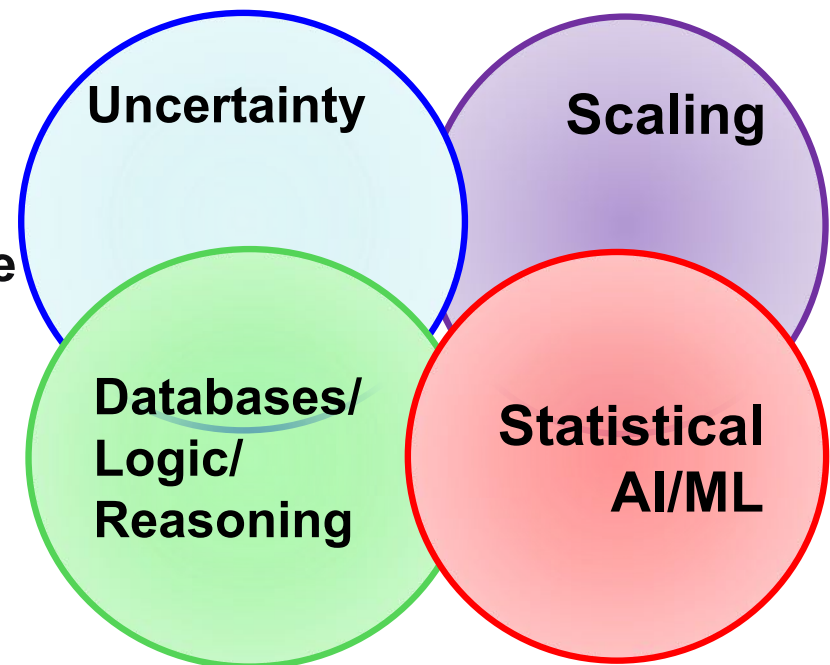 Uncertainty
Scaling
e
Databases/
Logic/
Reasoning
Statistical
AI/ML